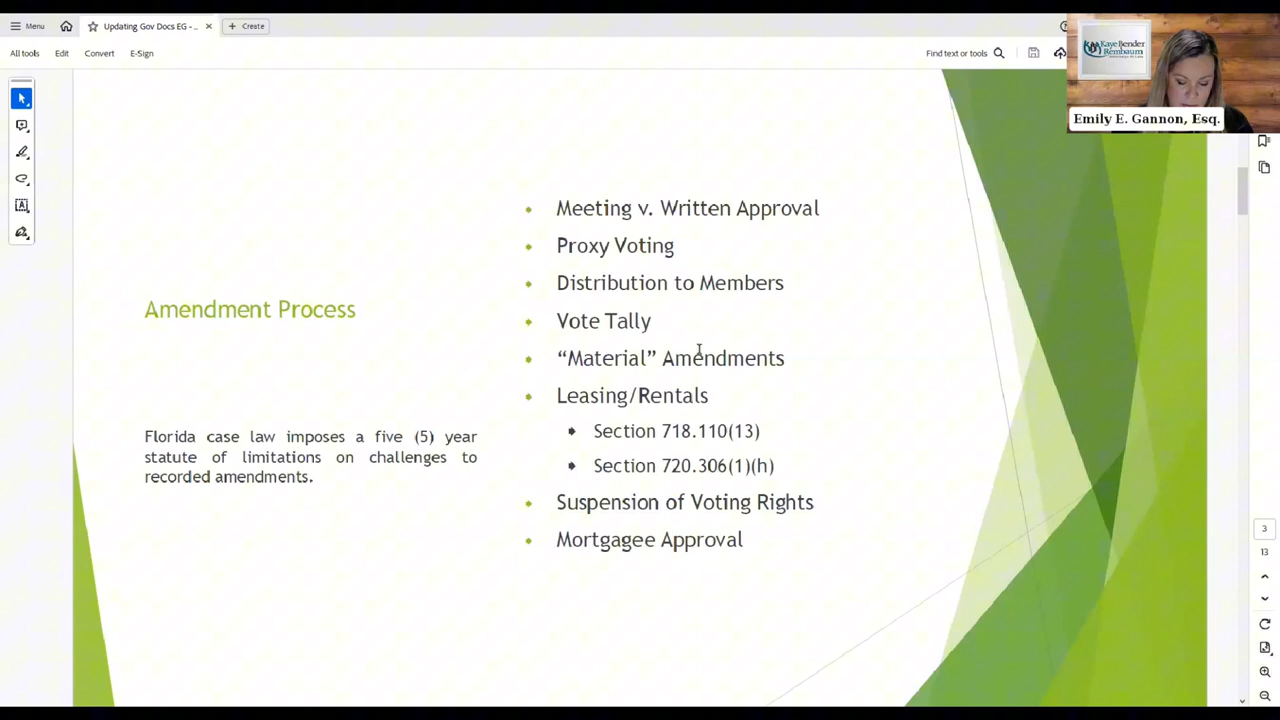 Menu
Updating Gov Docs EG - ..
Create
All tools
Edit
Convert
E-Sign
Find text or tools
Kaye Bender
Rembaum
Emily E. Gannon, Esq.
Amendment Process
Florida case law imposes a five (5) year
statute of limitations on challenges to
recorded amendments.
Meeting v. Written Approval
Proxy Voting
Distribution to Members
Vote Tally
“Material” Amendments
Leasing/Rentals
Section 718.110(13)
Section 720.306(1)(h)
Suspension of Voting Rights
Mortgagee Approval
3
13